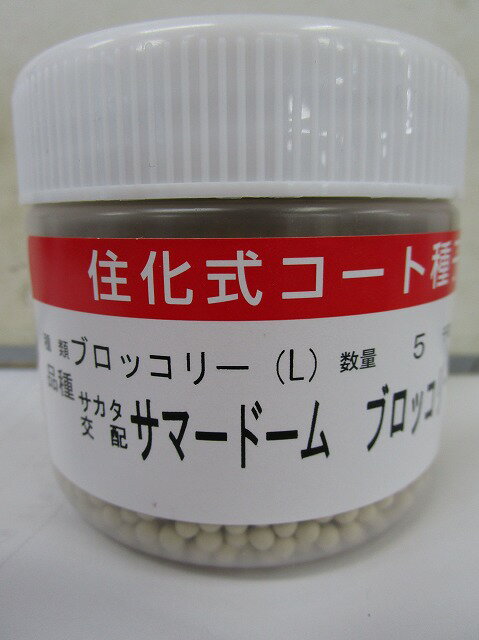 住化式コート種
種類 ブロッコリー（L） 数量 5
品種 サカタ交配 サマードーム ブロッコ